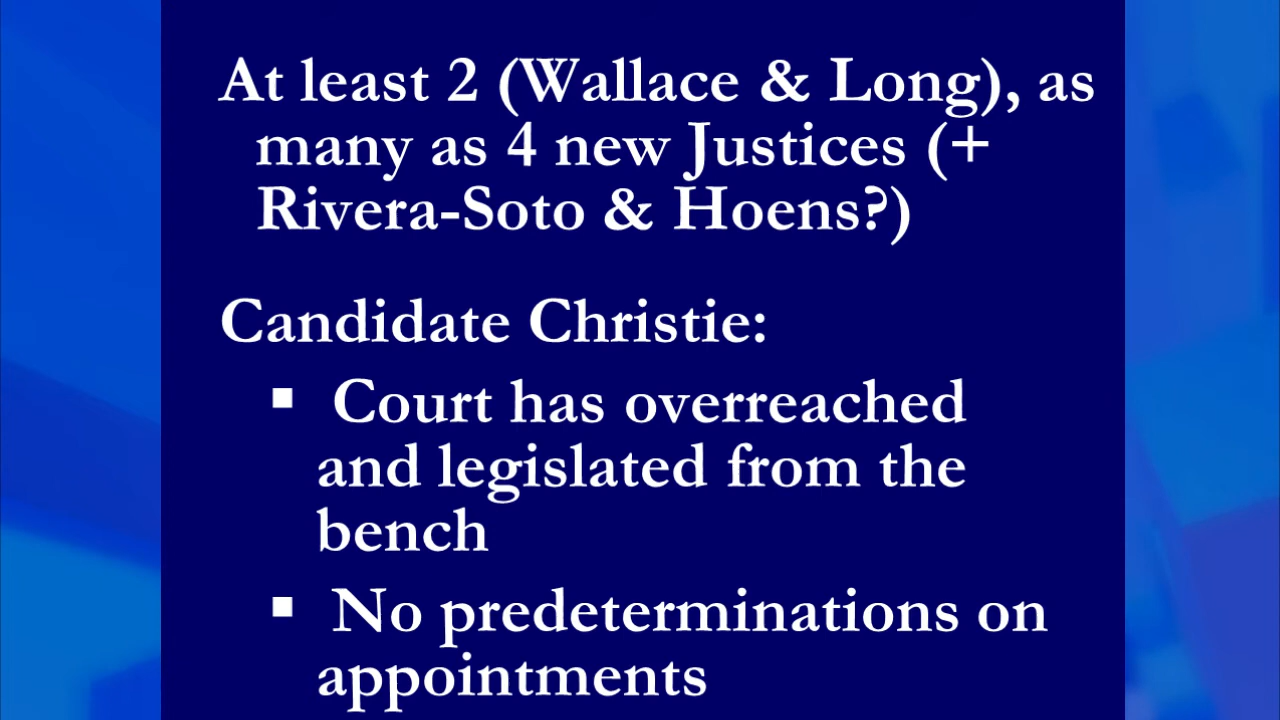 At least 2 (Wallace & Long), as
many as 4 new Justices (+
Rivera-Soto & Hoens?)
Candidate Christie:
▪ Court has overreached
and legislated from the
bench
▪ No predeterminations on
appointments